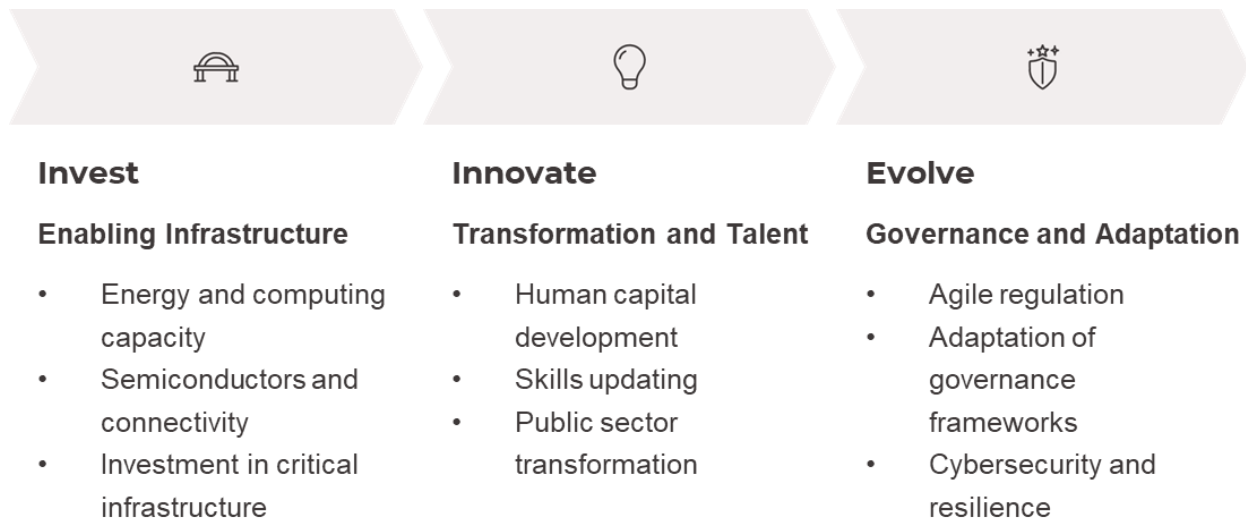 Invest
Enabling Infrastructure
• Energy and computing
capacity
• Semiconductors and
connectivity
• Investment in critical
infrastructure
Innovate
Transformation and Talent
• Human capital
development
• Skills updating
• Public sector
transformation
Evolve
Governance and Adaptation
• Agile regulation
• Adaptation of
governance
frameworks
• Cybersecurity and
resilience